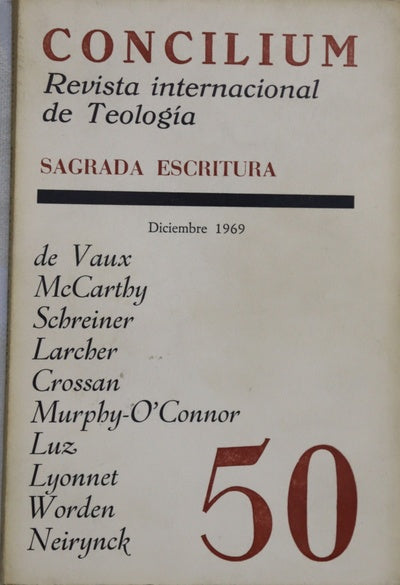 CONCILIUM
Revista internacional
de Teología
SAGRADA ESCRITURA
Diciembre 1969
de Vaux
McCarthy
Schreiner
Larcher
Crossan
Murphy-O'Connor
Luz
Lyonnet
Worden
Neirynck
50